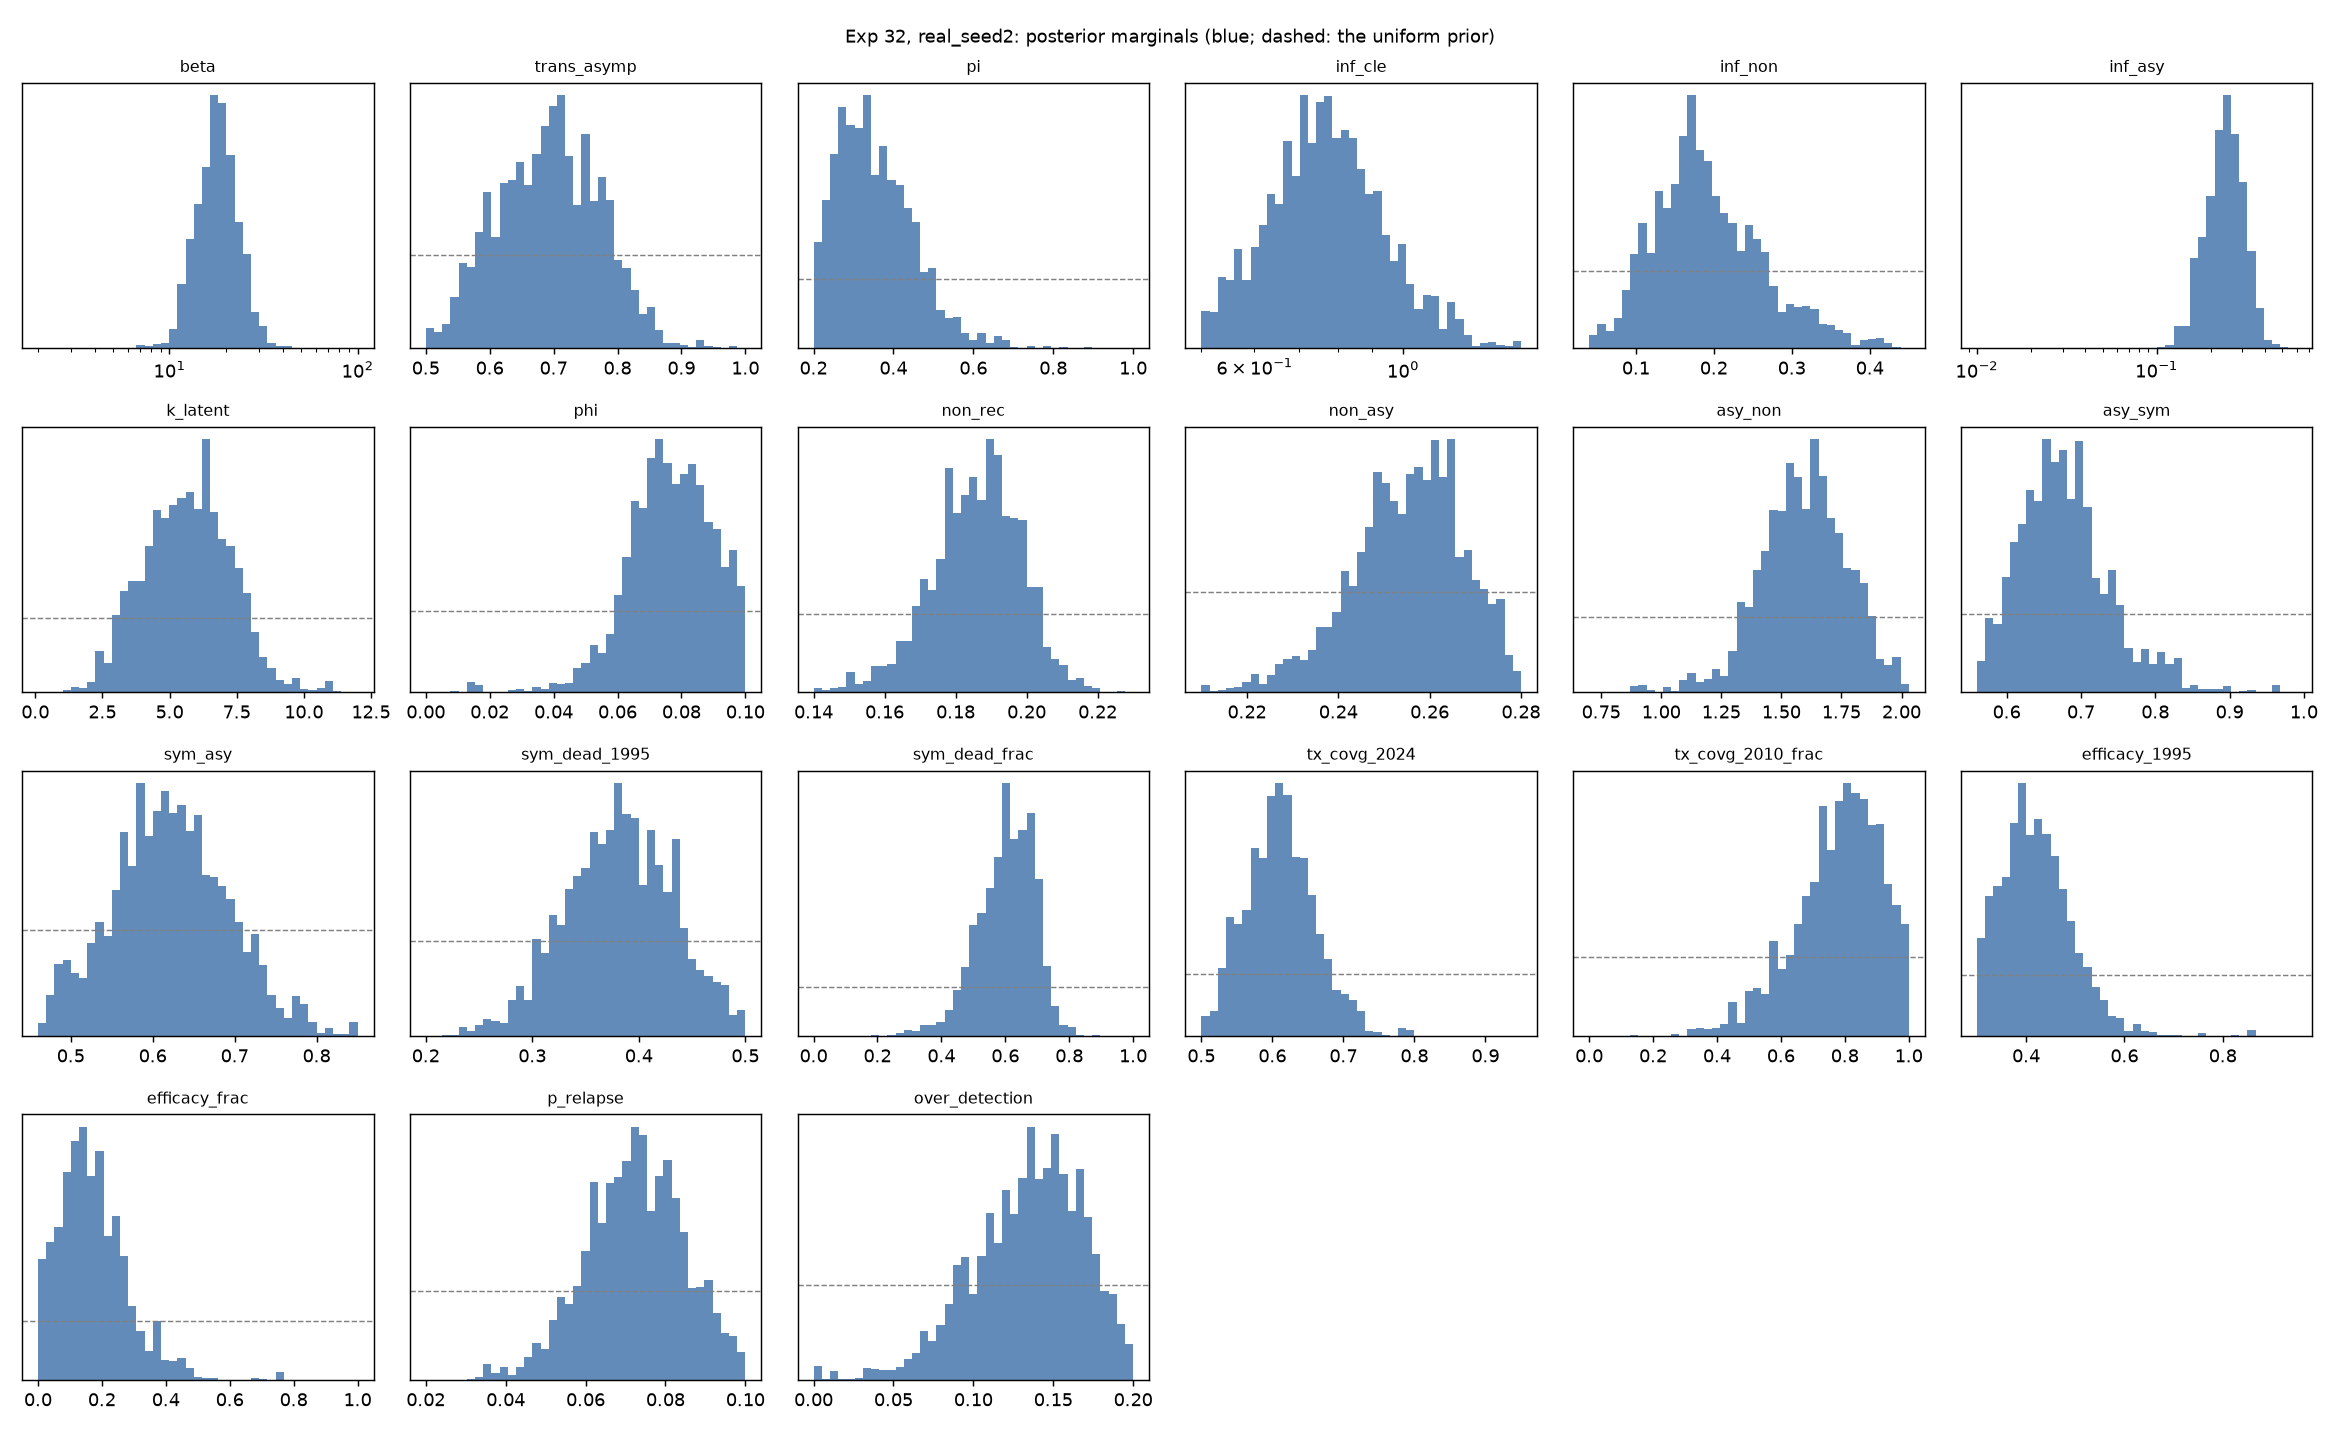 Exp 32, real_seed2: posterior marginals (blue; dashed: the uniform prior)
beta trans_asymp pi inf_cle inf_non inf_asy
10¹ 10² 0.5 0.6 0.7 0.8 0.9 1.0 0.2 0.4 0.6 0.8 1.0 6 × 10⁻¹ 10⁰ 0.1 0.2 0.3 0.4 10⁻² 10⁻¹
k_latent phi non_rec non_asy asy_non asy_sym
0.0 2.5 5.0 7.5 10.0 12.5 0.00 0.02 0.04 0.06 0.08 0.10 0.14 0.16 0.18 0.20 0.22 0.22 0.24 0.26 0.28 0.75 1.00 1.25 1.50 1.75 2.00 0.6 0.7 0.8 0.9 1.0
sym_asy sym_dead_1995 sym_dead_frac tx_covg_2024 tx_covg_2010_frac efficacy_1995
0.5 0.6 0.7 0.8 0.2 0.3 0.4 0.5 0.0 0.2 0.4 0.6 0.8 1.0 0.5 0.6 0.7 0.8 0.9 0.0 0.2 0.4 0.6 0.8 1.0 0.4 0.6 0.8
efficacy_frac p_relapse over_detection
0.0 0.2 0.4 0.6 0.8 1.0 0.02 0.04 0.06 0.08 0.10 0.00 0.05 0.10 0.15 0.20